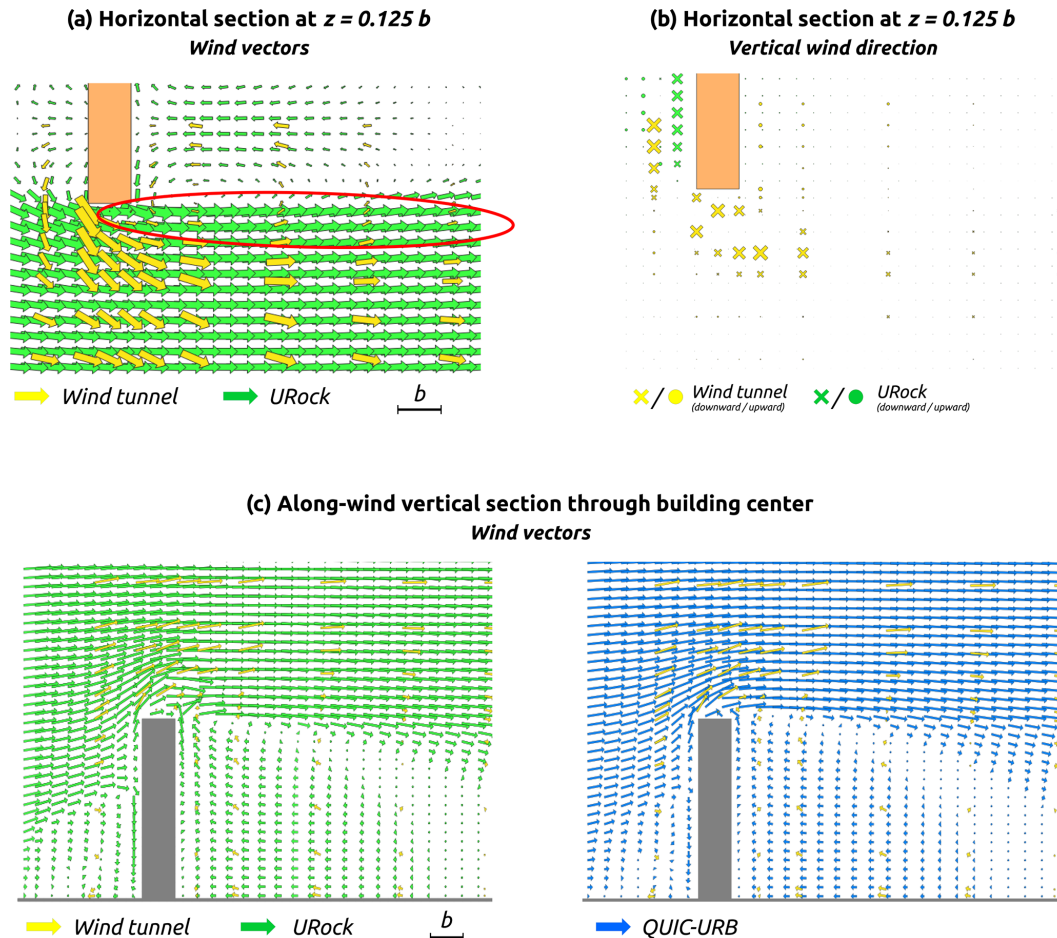 (a) Horizontal section at z = 0.125 b
Wind vectors
(b) Horizontal section at z = 0.125 b
Vertical wind direction
Wind tunnel
URock
b
/ Wind tunnel
(downward / upward)
/ URock
(downward / upward)
(c) Along-wind vertical section through building center
Wind vectors
Wind tunnel
URock
b
QUIC-URB